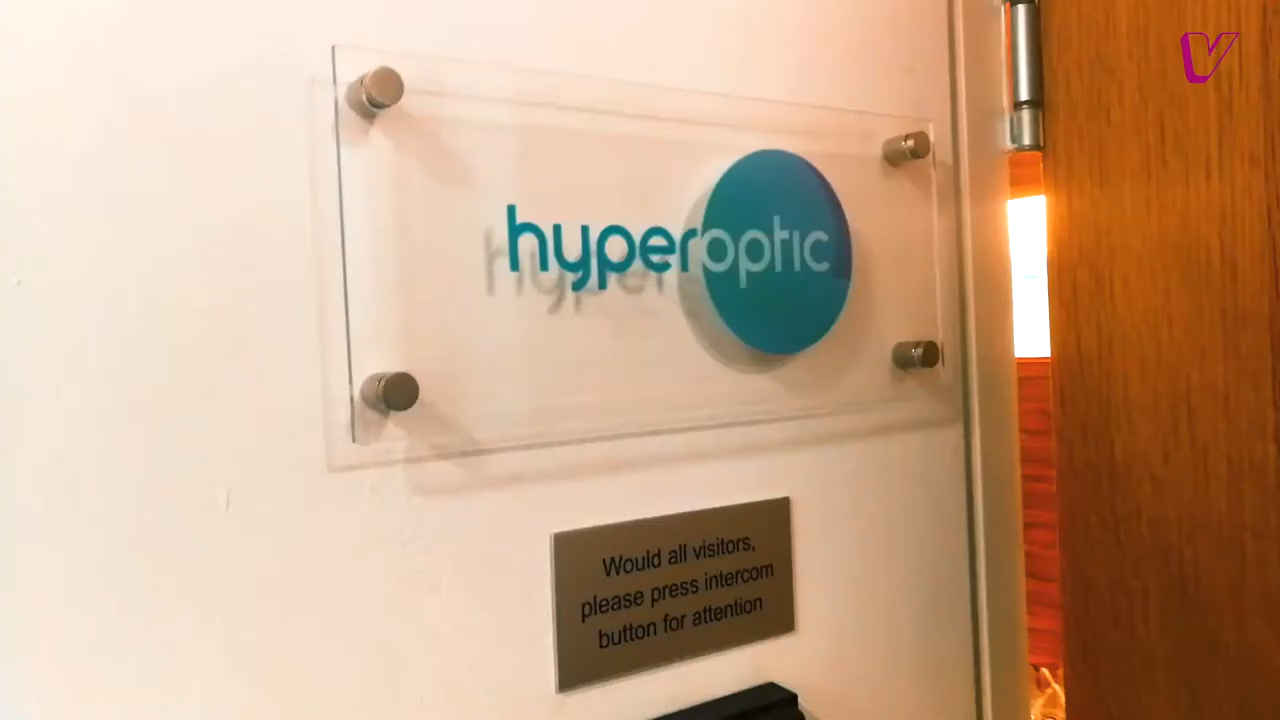 hyperoptic
Would all visitors,
please press intercom
button for attention